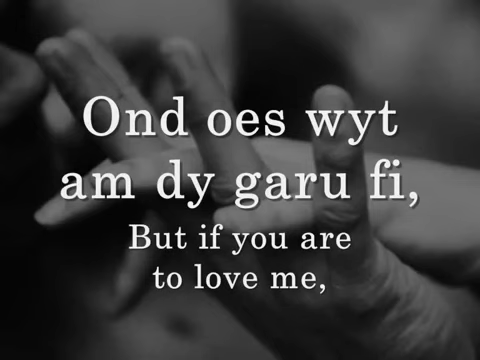 Ond oes wyt
am dy garu fi,
But if you are
to love me,